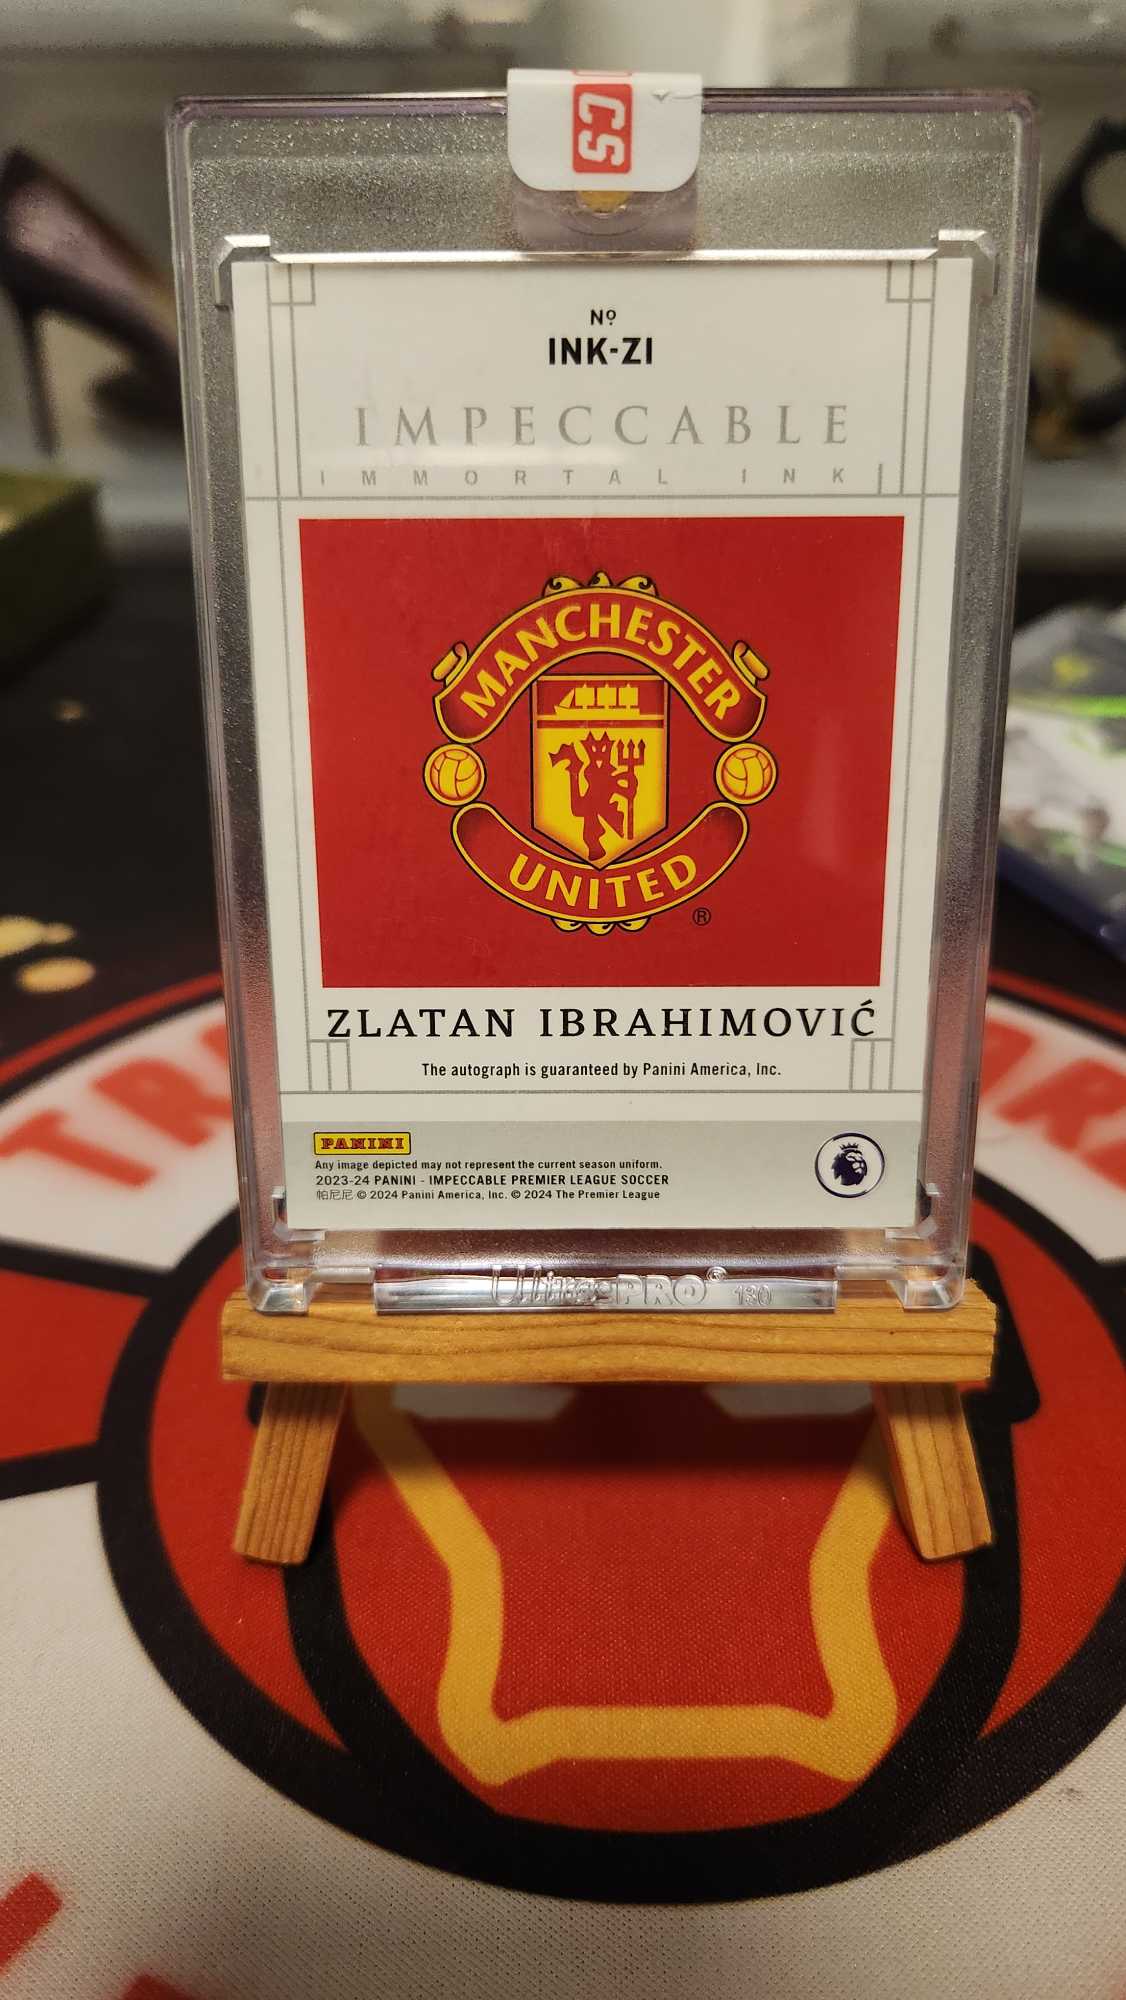 CS
Nº
INK-ZI
IMPECCABLE
IMMORTAL INK
MANCHESTER
UNITED
®
ZLATAN IBRAHIMOVIĆ
The autograph is guaranteed by Panini America, Inc.
PANINI
Any image depicted may not represent the current season uniform.
2023-24 PANINI - IMPECCABLE PREMIER LEAGUE SOCCER
帕尼尼 © 2024 Panini America, Inc. © 2024 The Premier League
UltraPRO® 130